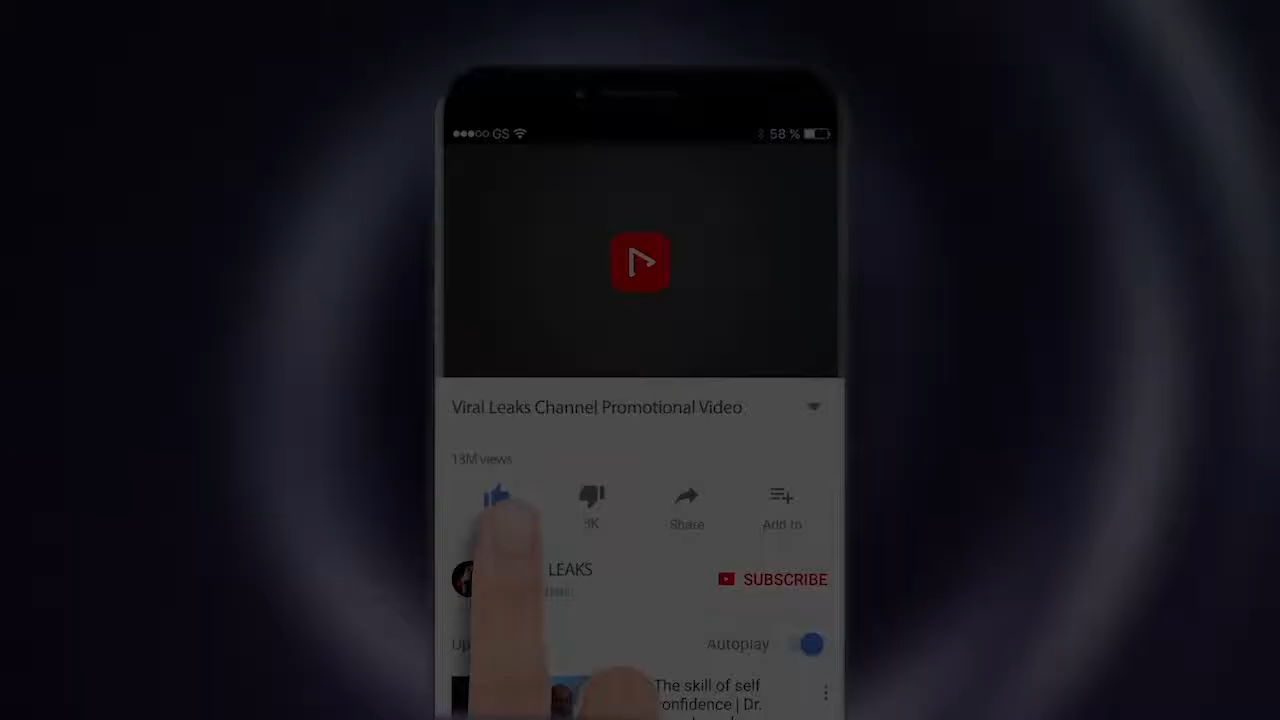 GS 58 %
Viral Leaks Channel Promotional Video
13M views
Share Add to
LEAKS
SUBSCRIBE
Up
Autoplay
The skill of self
confidence | Dr.